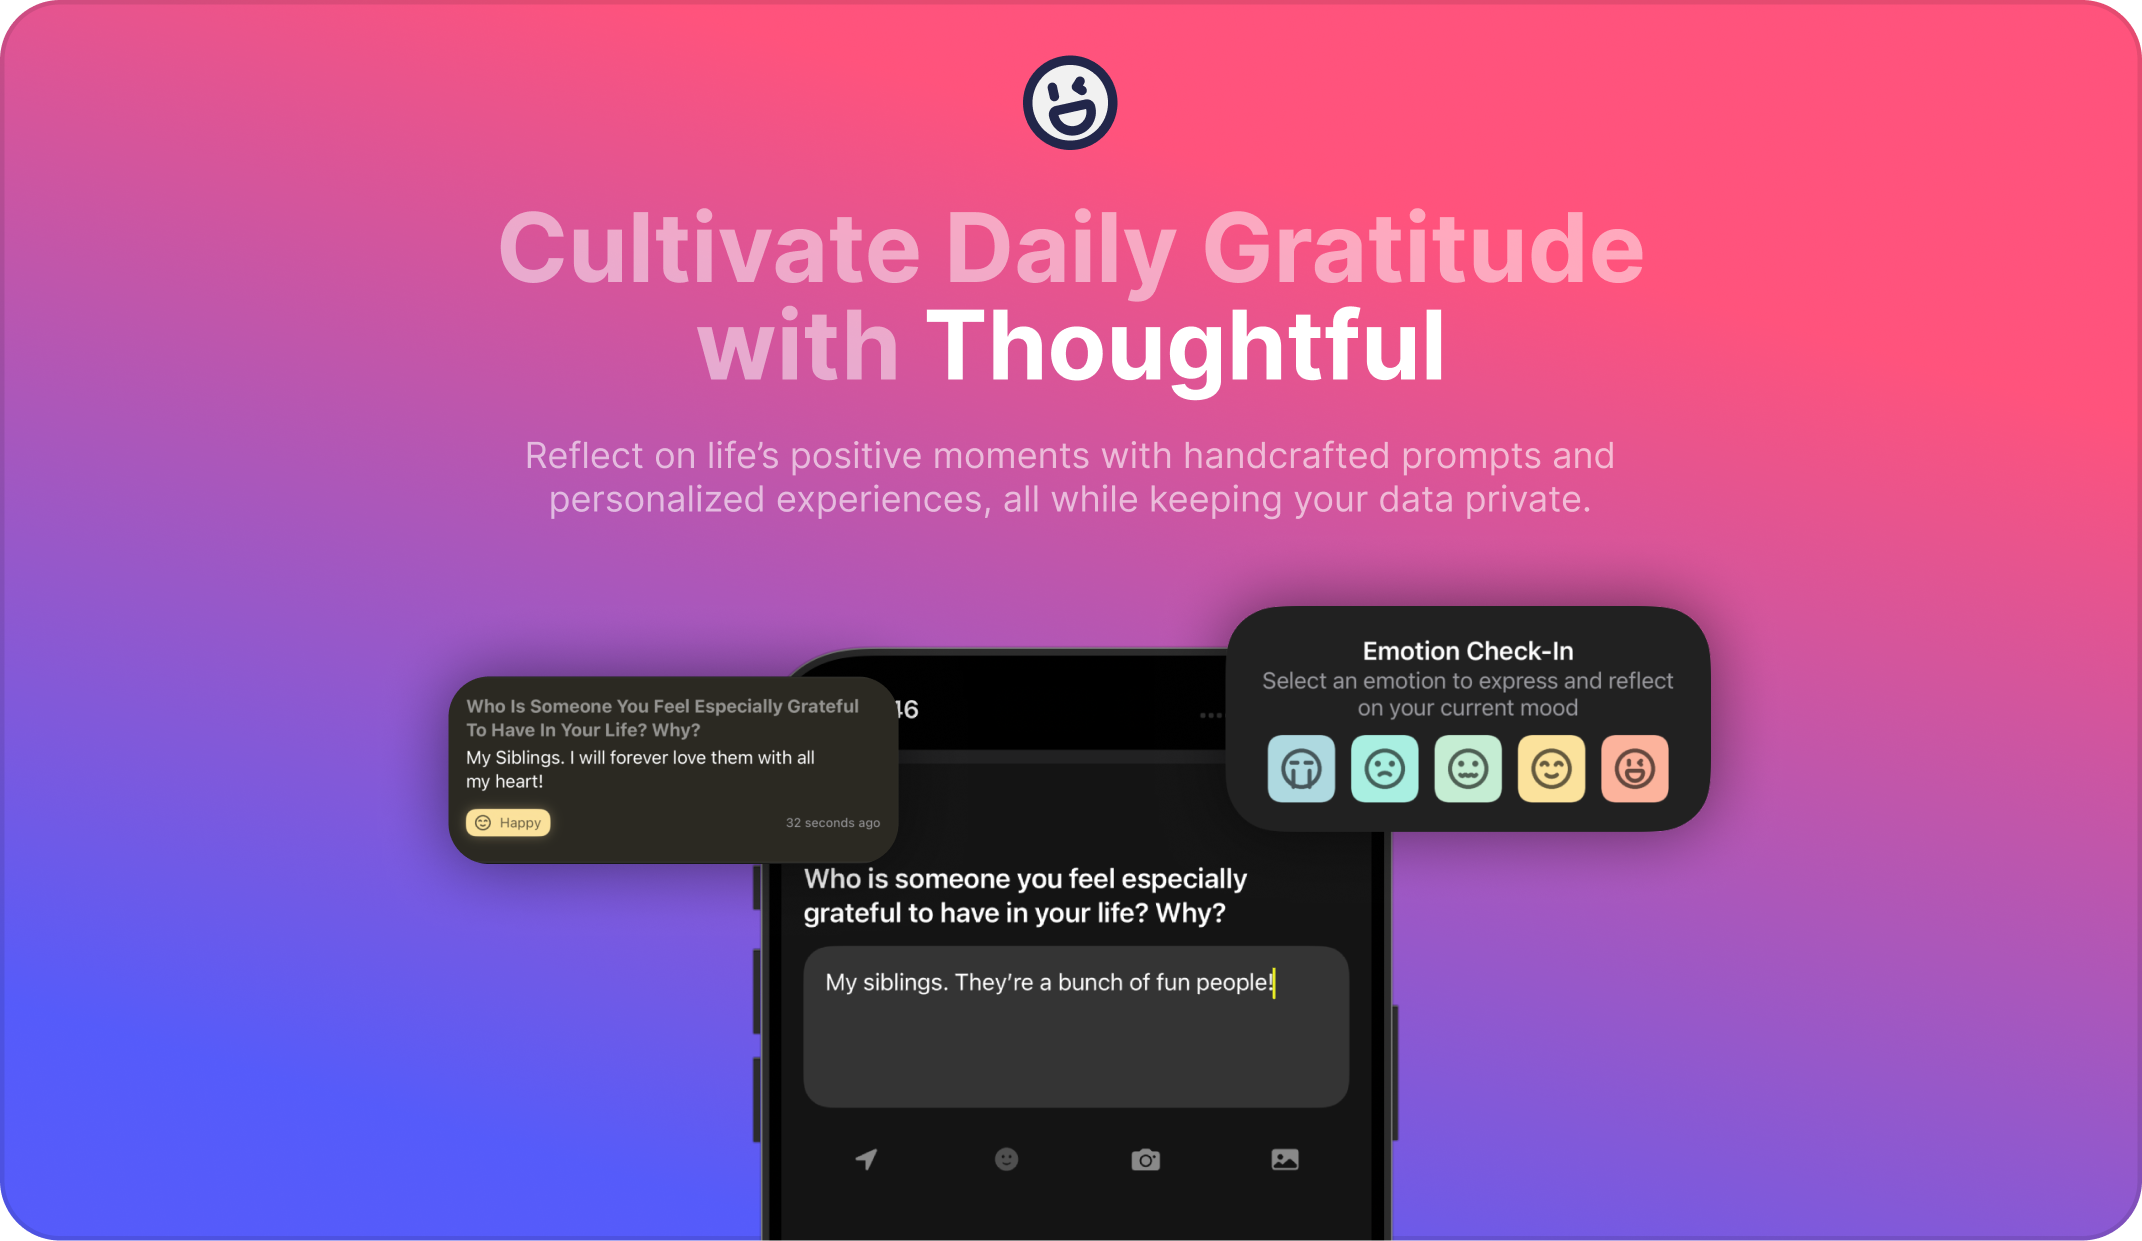 Cultivate Daily Gratitude
with Thoughtful
Reflect on life’s positive moments with handcrafted prompts and
personalized experiences, all while keeping your data private.
Emotion Check-In
Select an emotion to express and reflect
on your current mood
Who Is Someone You Feel Especially Grateful
To Have In Your Life? Why?
My Siblings. I will forever love them with all
my heart!
Happy
32 seconds ago
Who is someone you feel especially
grateful to have in your life? Why?
My siblings. They’re a bunch of fun people!